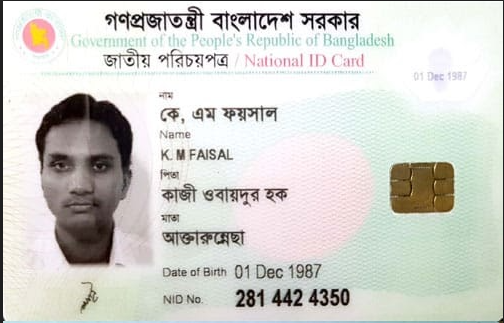 গণপ্রজাতন্ত্রী বাংলাদেশ সরকার
Government of the People's Republic of Bangladesh
জাতীয় পরিচয়পত্র / National ID Card
01 Dec 1987
নাম
কে, এম ফয়সাল
Name
K. M FAISAL
পিতা
কাজী ওবায়দুর হক
মাতা
আক্তারুন্নেছা
Date of Birth 01 Dec 1987
NID No. 281 442 4350